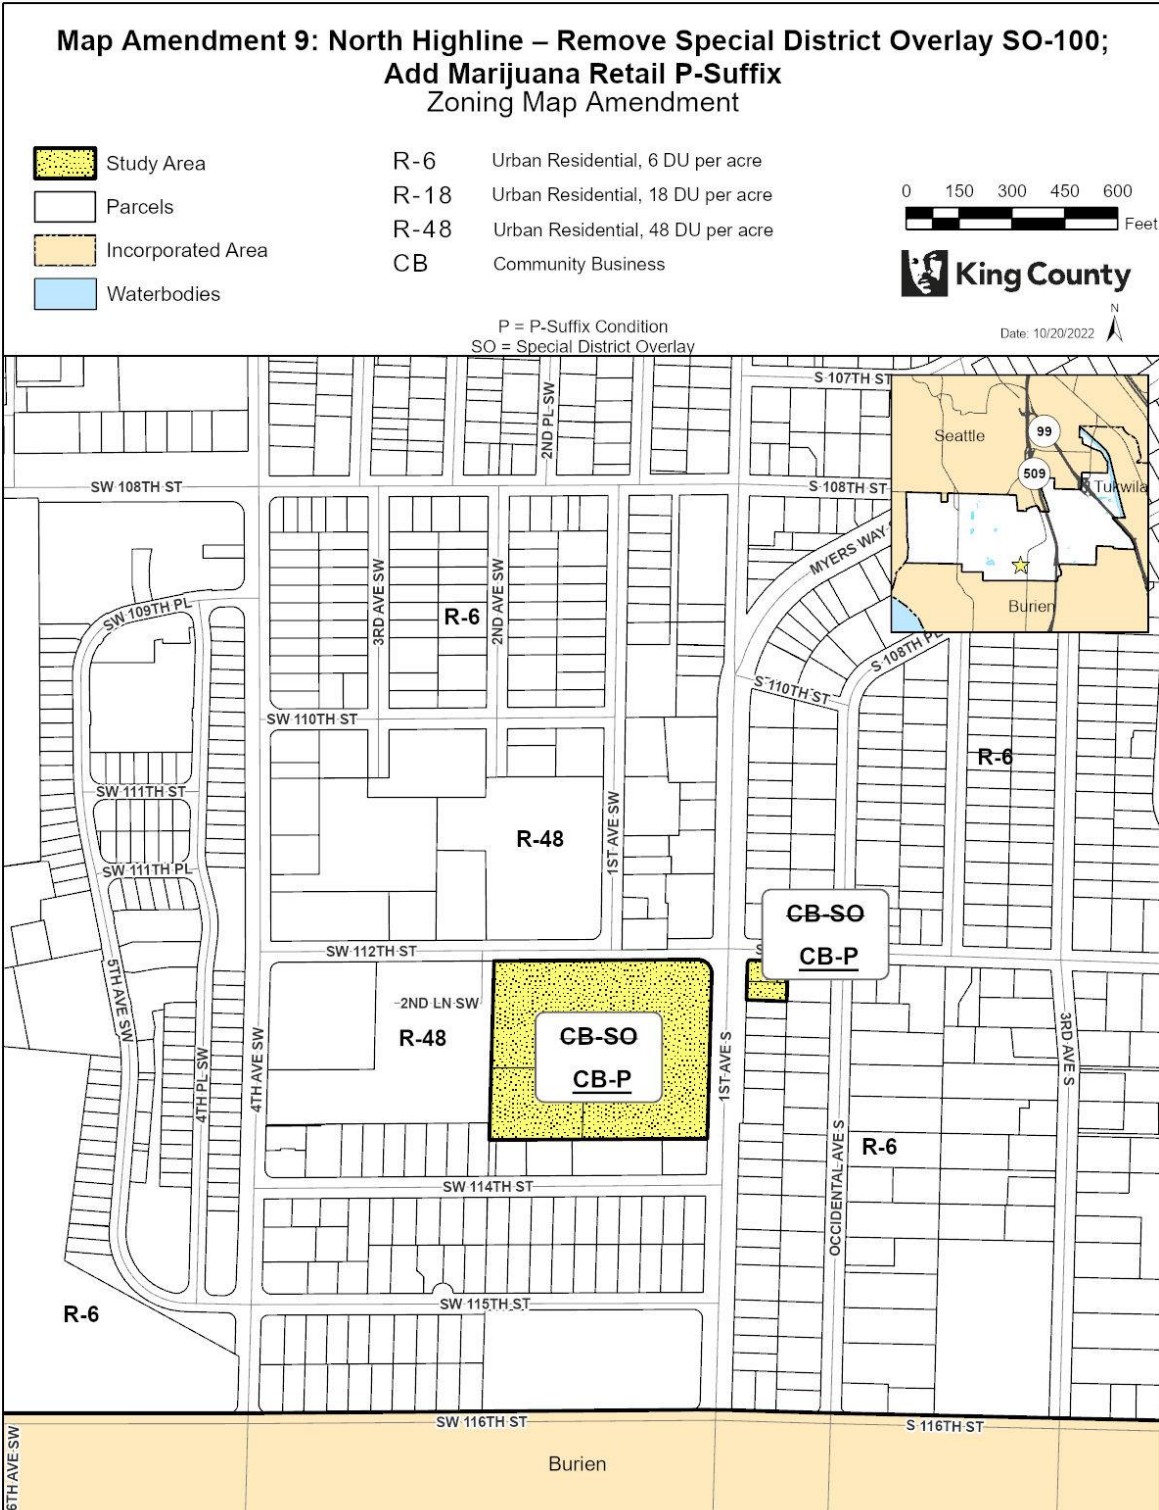 Map Amendment 9: North Highline – Remove Special District Overlay SO-100;
Add Marijuana Retail P-Suffix
Zoning Map Amendment
Study Area
Parcels
Incorporated Area
Waterbodies
R-6 Urban Residential, 6 DU per acre
R-18 Urban Residential, 18 DU per acre
R-48 Urban Residential, 48 DU per acre
CB Community Business
P = P-Suffix Condition
SO = Special District Overlay
0 150 300 450 600
Feet
King County
N
Date: 10/20/2022
S 107TH ST
2ND PL SW
Seattle
99
509
Tukwila
Burien
SW 108TH ST
S 108TH ST
MYERS WAY S
SW 109TH PL
3RD AVE SW
R-6
2ND AVE SW
S 108TH PL
S 110TH ST
SW 110TH ST
R-6
SW 111TH ST
1ST AVE SW
R-48
SW 111TH PL
CB-SO
CB-P
SW 112TH ST
S
5TH AVE SW
2ND LN SW
R-48
CB-SO
CB-P
4TH PL SW
4TH AVE SW
1ST AVE S
3RD AVE S
OCCIDENTAL AVE S
R-6
SW 114TH ST
R-6
SW 115TH ST
SW 116TH ST
S 116TH ST
6TH AVE SW
Burien